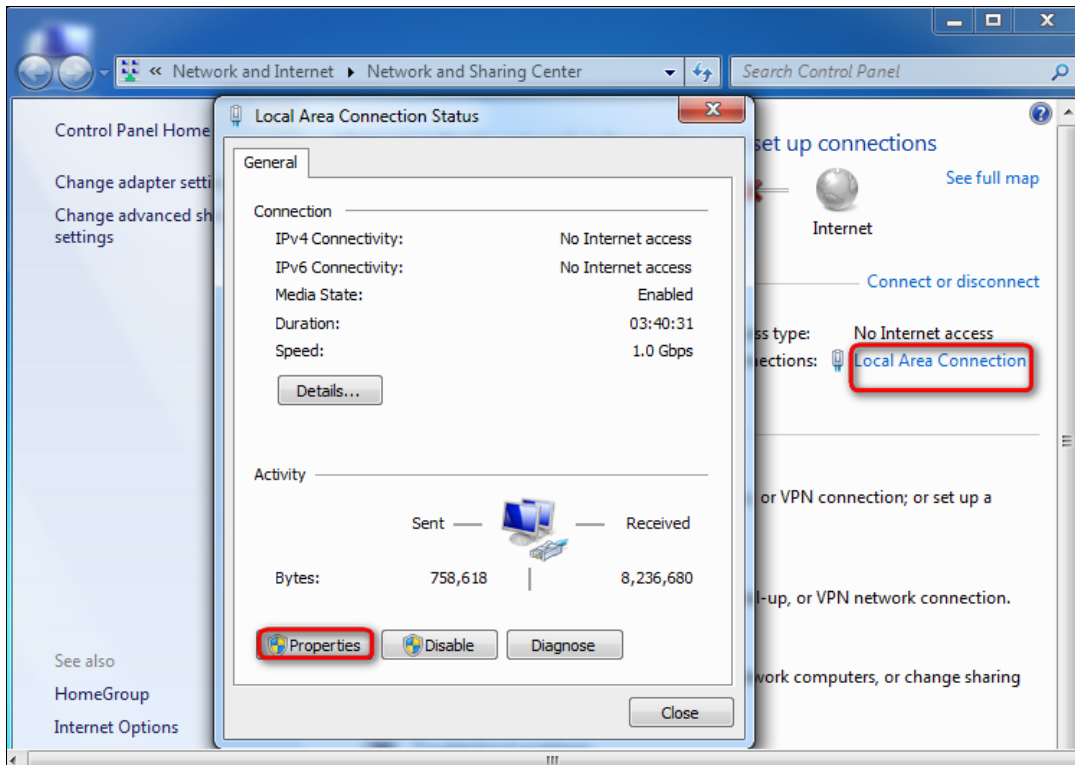 « Network and Internet ▸ Network and Sharing Center
Search Control Panel
Control Panel Home
Change adapter setti
Change advanced sh
settings
See also
HomeGroup
Internet Options
Local Area Connection Status
General
Connection
IPv4 Connectivity: No Internet access
IPv6 Connectivity: No Internet access
Media State: Enabled
Duration: 03:40:31
Speed: 1.0 Gbps
Details...
Activity
Sent — — Received
Bytes: 758,618 | 8,236,680
Properties Disable Diagnose
Close
set up connections
See full map
Internet
Connect or disconnect
ss type: No Internet access
ections: Local Area Connection
or VPN connection; or set up a
l-up, or VPN network connection.
work computers, or change sharing